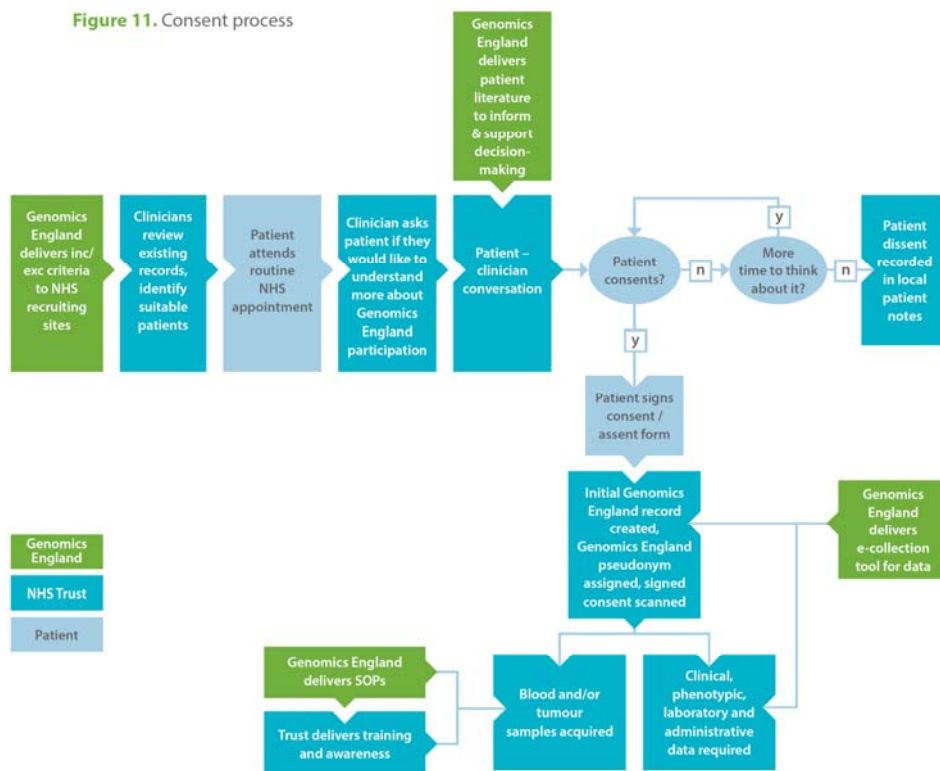 Figure 11. Consent process
Genomics
England
delivers
patient
literature
to inform
& support
decision-
making
Genomics
England
delivers inc/
exc criteria
to NHS
recruiting
sites
Clinicians
review
existing
records,
identify
suitable
patients
Patient
attends
routine
NHS
appointment
Clinician asks
patient if they
would like to
understand
more about
Genomics
England
participation
Patient –
clinician
conversation
Patient
consents?
n
y
More
time to think
about it?
n
Patient
dissent
recorded
in local
patient
notes
y
Patient signs
consent /
assent form
Initial Genomics
England record
created,
Genomics England
pseudonym
assigned, signed
consent scanned
Genomics
England
delivers
e-collection
tool for data
Genomics
England
NHS Trust
Patient
Genomics England
delivers SOPs
Trust delivers training
and awareness
Blood and/or
tumour
samples acquired
Clinical,
phenotypic,
laboratory and
administrative
data required